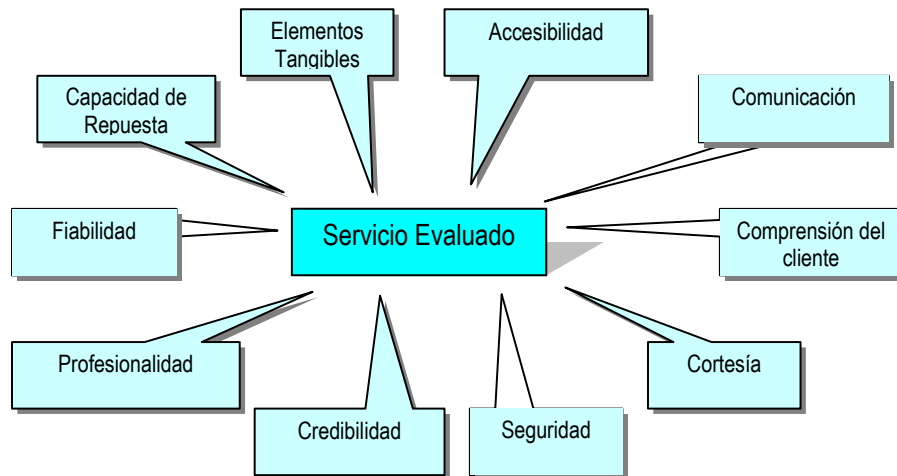 Elementos
Tangibles
Accesibilidad
Capacidad de
Repuesta
Comunicación
Fiabilidad
Servicio Evaluado
Comprensión del
cliente
Profesionalidad
Cortesía
Credibilidad
Seguridad